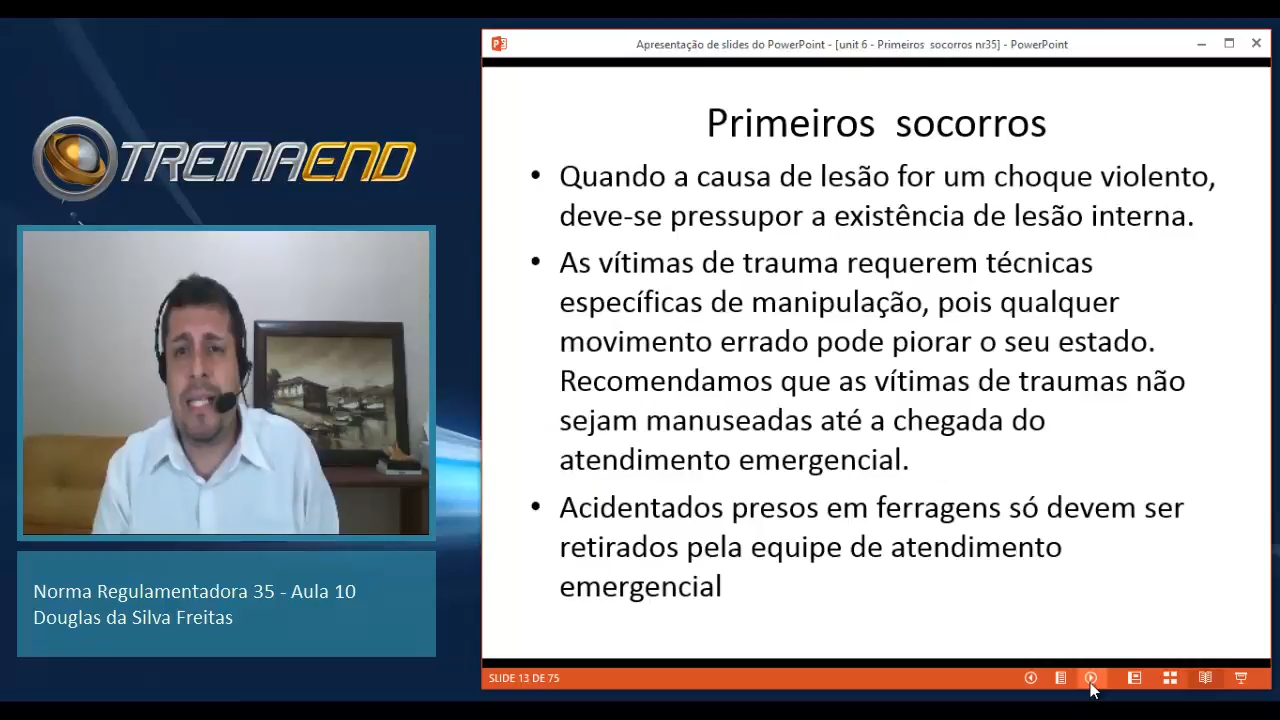 TREINAEND
Norma Regulamentadora 35 - Aula 10
Douglas da Silva Freitas
Apresentação de slides do PowerPoint - [unit 6 - Primeiros socorros nr35] - PowerPoint
Primeiros socorros
• Quando a causa de lesão for um choque violento,
deve-se pressupor a existência de lesão interna.
• As vítimas de trauma requerem técnicas
específicas de manipulação, pois qualquer
movimento errado pode piorar o seu estado.
Recomendamos que as vítimas de traumas não
sejam manuseadas até a chegada do
atendimento emergencial.
• Acidentados presos em ferragens só devem ser
retirados pela equipe de atendimento
emergencial
SLIDE 13 DE 75